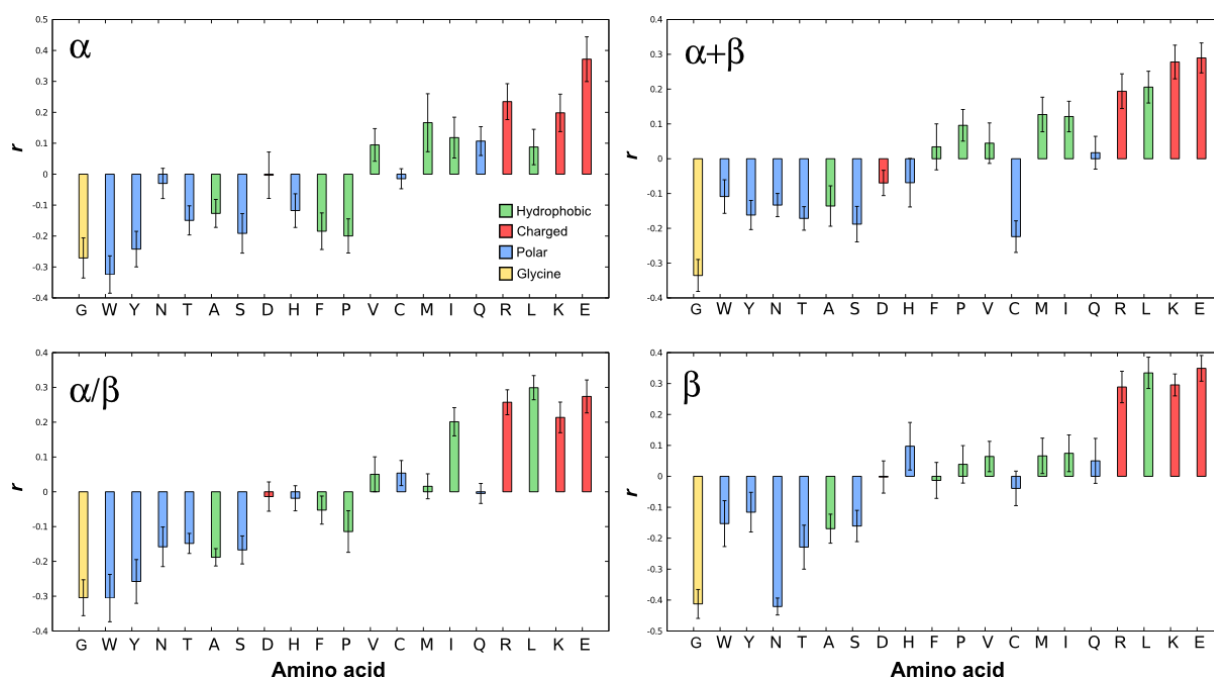 α
0.5
0.4
0.3
0.2
0.1
0
-0.1
-0.2
-0.3
-0.4
r
Hydrophobic
Charged
Polar
Glycine
G W Y N T A S D H F P V C M I Q R L K E
α+β
0.4
0.3
0.2
0.1
0
-0.1
-0.2
-0.3
-0.4
r
G W Y N T A S D H F P V C M I Q R L K E
α/β
0.4
0.3
0.2
0.1
0
-0.1
-0.2
-0.3
-0.4
r
G W Y N T A S D H F P V C M I Q R L K E
Amino acid
β
0.4
0.3
0.2
0.1
0
-0.1
-0.2
-0.3
-0.4
-0.5
r
G W Y N T A S D H F P V C M I Q R L K E
Amino acid